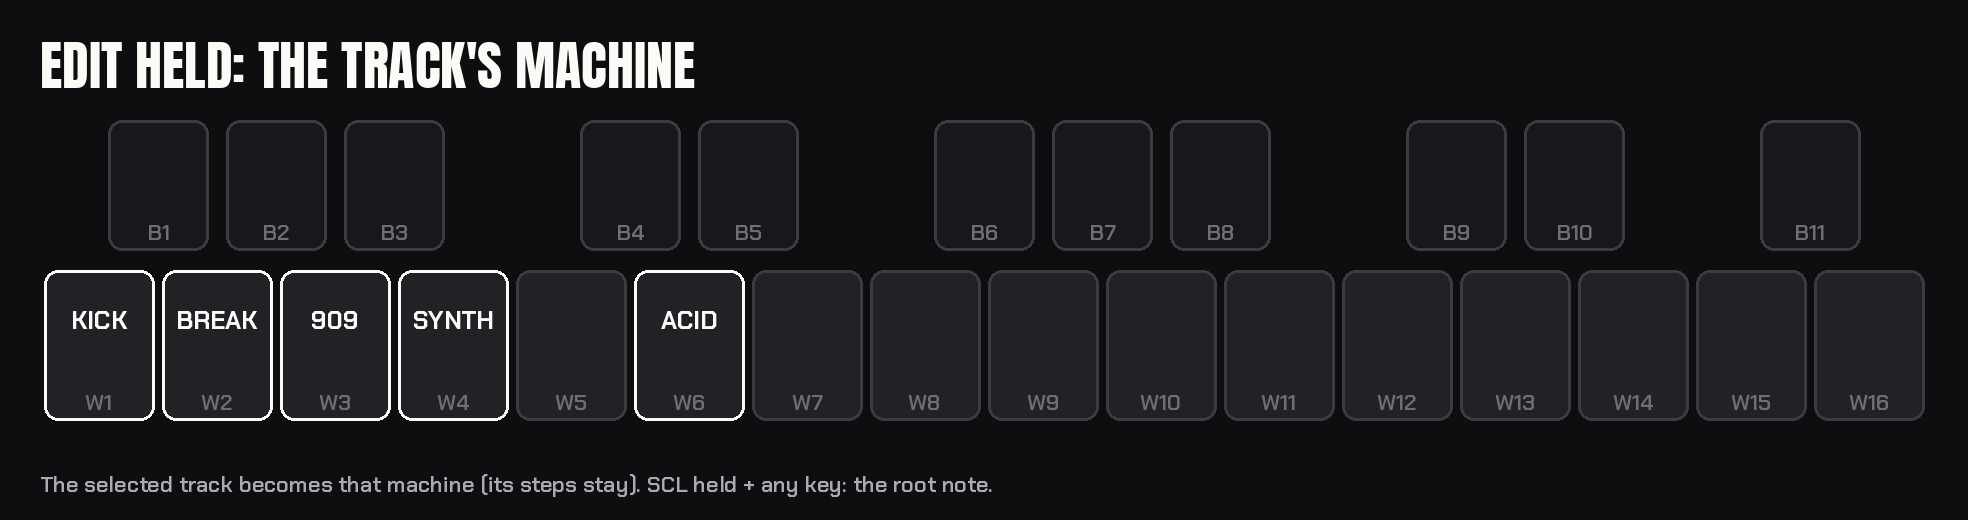 EDIT HELD: THE TRACK'S MACHINE
B1 B2 B3 B4 B5 B6 B7 B8 B9 B10 B11
KICK BREAK 909 SYNTH ACID
W1 W2 W3 W4 W5 W6 W7 W8 W9 W10 W11 W12 W13 W14 W15 W16
The selected track becomes that machine (its steps stay). SCL held + any key: the root note.